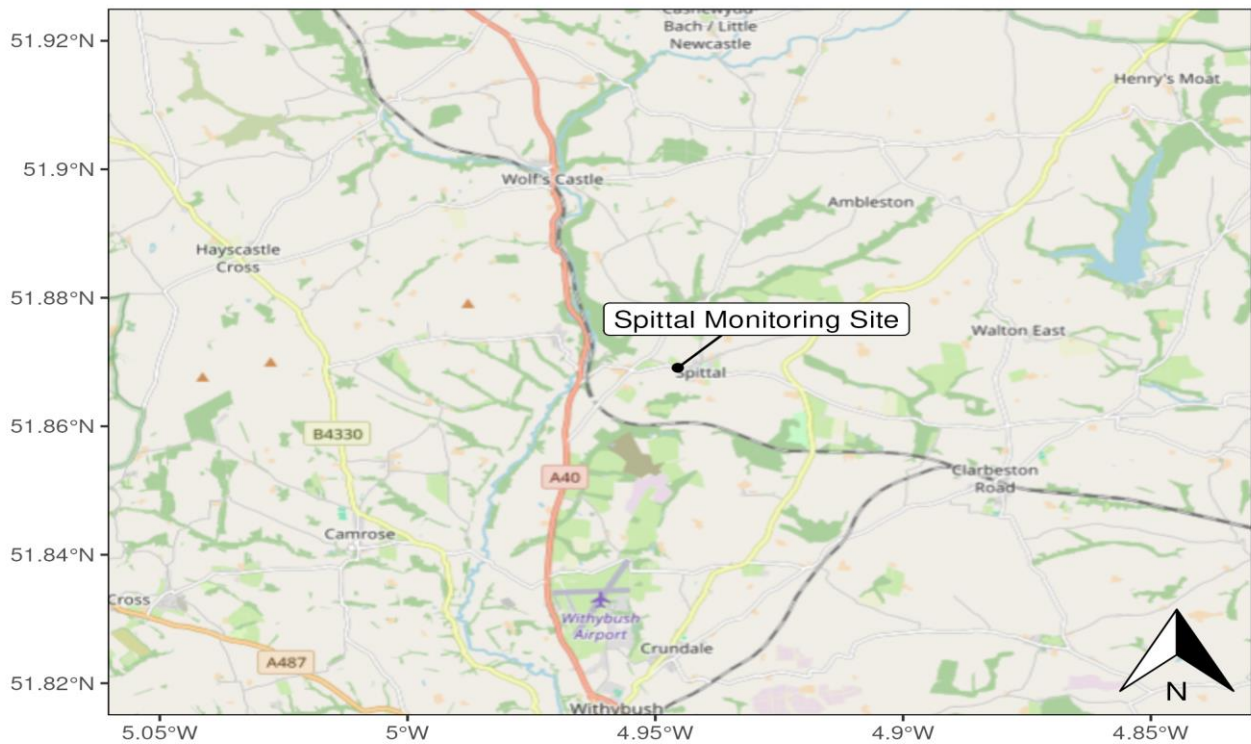 Bach / Little
Newcastle
51.92°N
Henry's Moat
51.9°N
Wolf's Castle
Ambleston
Hayscastle
Cross
51.88°N
Spittal Monitoring Site
Walton East
Spittal
51.86°N
B4330
Clarbeston
Road
A40
Camrose
51.84°N
Cross
Withybush
Airport
Crundale
A487
51.82°N
N
Withybush
5.05°W
5°W
4.95°W
4.9°W
4.85°W